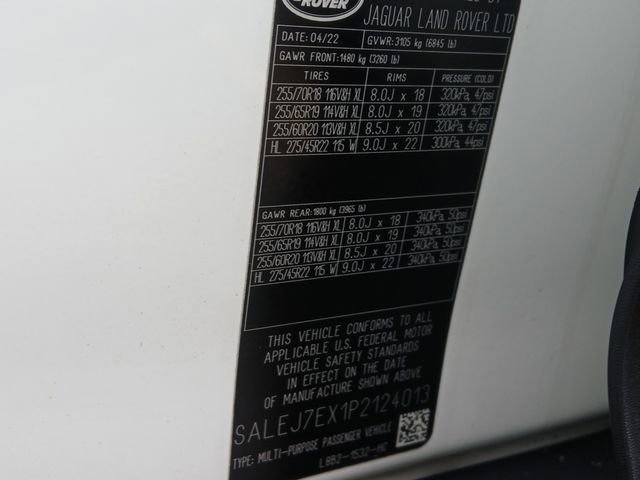 ROVER
JAGUAR LAND ROVER LTD
DATE: 04/22 GVWR: 3105 kg (6845 lb)
GAWR FRONT: 1480 kg (3260 lb)
TIRES RIMS PRESSURE (COLD)
255/70R18 116V&H XL 8.0J x 18 320kPa, 47psi
255/65R19 114V&H XL 8.0J x 19 320kPa, 47psi
255/60R20 113V&H XL 8.5J x 20 320kPa, 47psi
HL 275/45R22 115 W 9.0J x 22 300kPa, 44psi
GAWR REAR: 1800 kg (3965 lb)
255/70R18 116V&H XL 8.0J x 18 340kPa, 50psi
255/65R19 114V&H XL 8.0J x 19 340kPa, 50psi
255/60R20 113V&H XL 8.5J x 20 340kPa, 50psi
HL 275/45R22 115 W 9.0J x 22 340kPa, 50psi
THIS VEHICLE CONFORMS TO ALL
APPLICABLE U.S. FEDERAL MOTOR
VEHICLE SAFETY STANDARDS
IN EFFECT ON THE DATE
OF MANUFACTURE SHOWN ABOVE
SALEJ7EX1P2124013
TYPE: MULTI-PURPOSE PASSENGER VEHICLE
L8B2-1532-HC